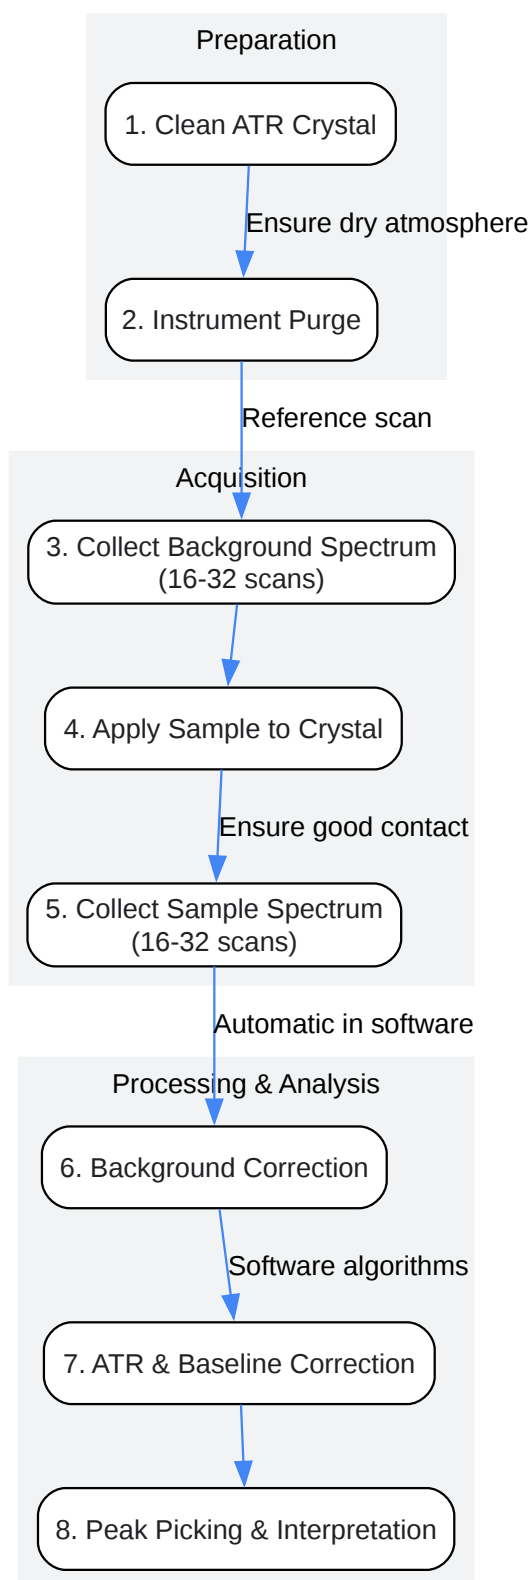 Preparation
1. Clean ATR Crystal
Ensure dry atmosphere
2. Instrument Purge
Reference scan
Acquisition
3. Collect Background Spectrum
(16-32 scans)
4. Apply Sample to Crystal
Ensure good contact
5. Collect Sample Spectrum
(16-32 scans)
Automatic in software
Processing & Analysis
6. Background Correction
Software algorithms
7. ATR & Baseline Correction
8. Peak Picking & Interpretation